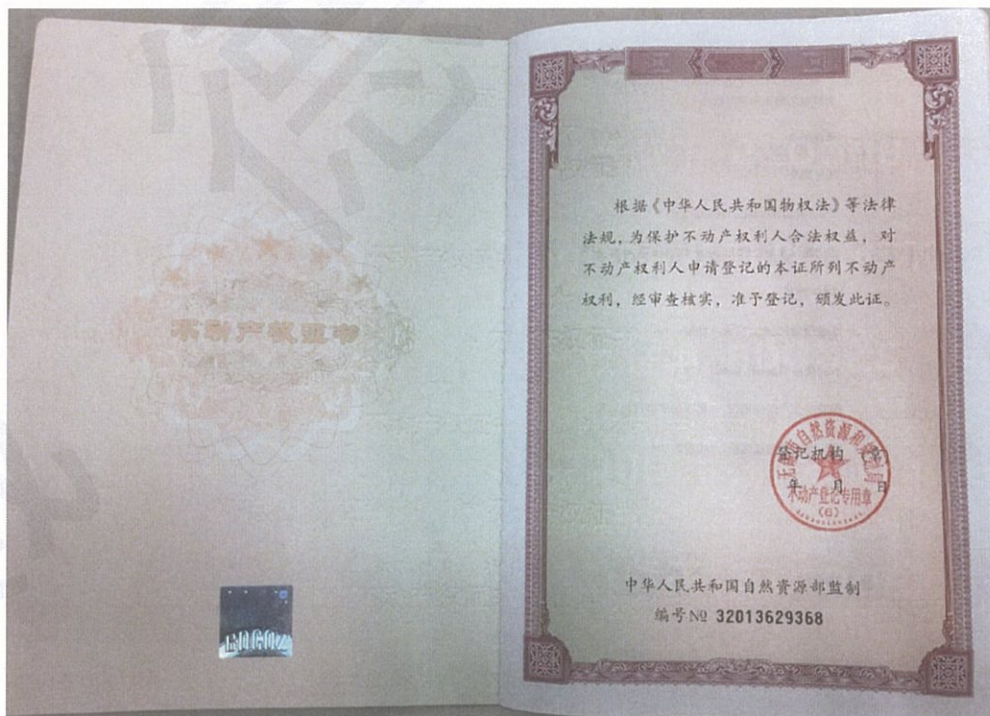 不动产权证书
根据《中华人民共和国物权法》等法律
法规,为保护不动产权利人合法权益,对
不动产权利人申请登记的本证所列不动产
权利,经审查核实,准予登记,颁发此证。
登记机构
年 月 日
不动产登记专用章
(6)
中华人民共和国自然资源部监制
编号№ 32013629368